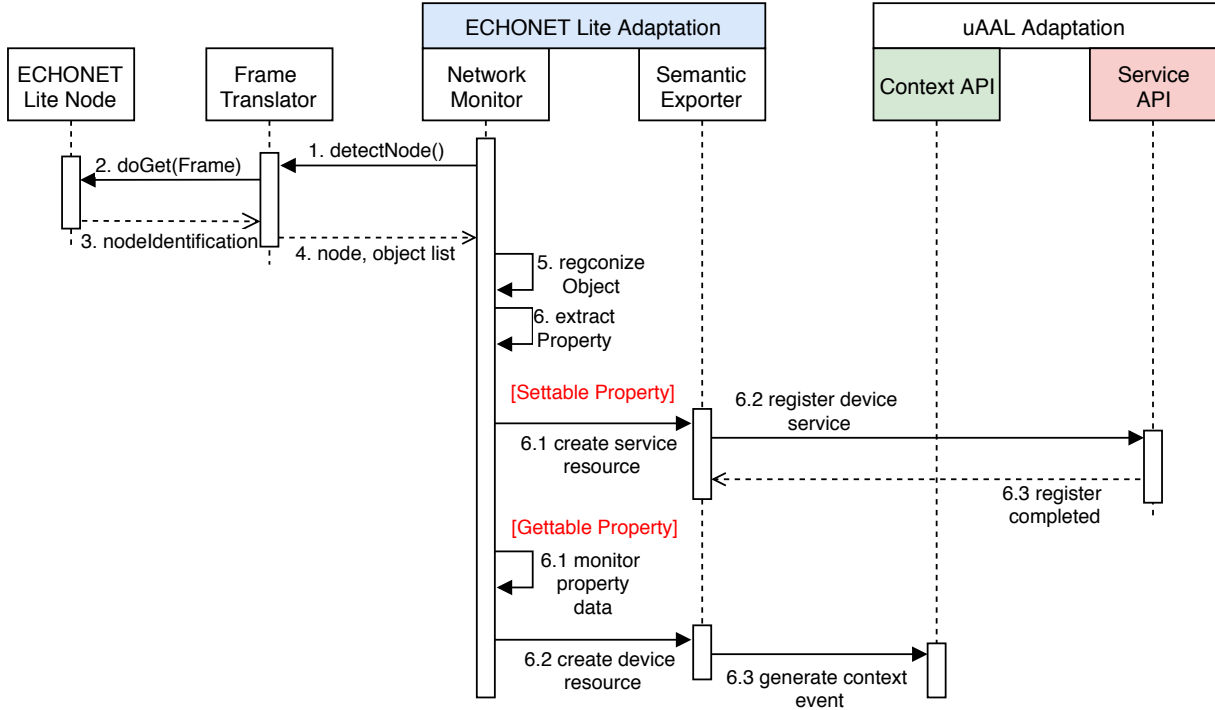 ECHONET Lite Adaptation
uAAL Adaptation
ECHONET
Lite Node
Frame
Translator
Network
Monitor
Semantic
Exporter
Context API
Service
API
1. detectNode()
2. doGet(Frame)
3. nodeIdentification
4. node, object list
5. regconize
Object
6. extract
Property
[Settable Property]
6.1 create service
resource
6.2 register device
service
6.3 register
completed
[Gettable Property]
6.1 monitor
property
data
6.2 create device
resource
6.3 generate context
event